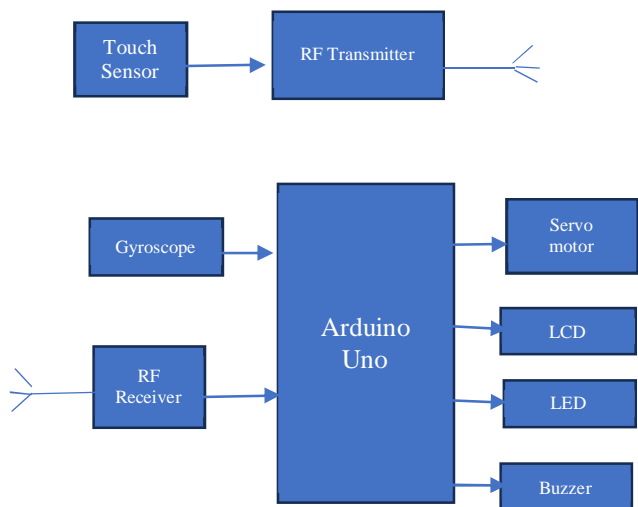 Touch
Sensor
RF Transmitter
Gyroscope
RF
Receiver
Arduino
Uno
Servo
motor
LCD
LED
Buzzer